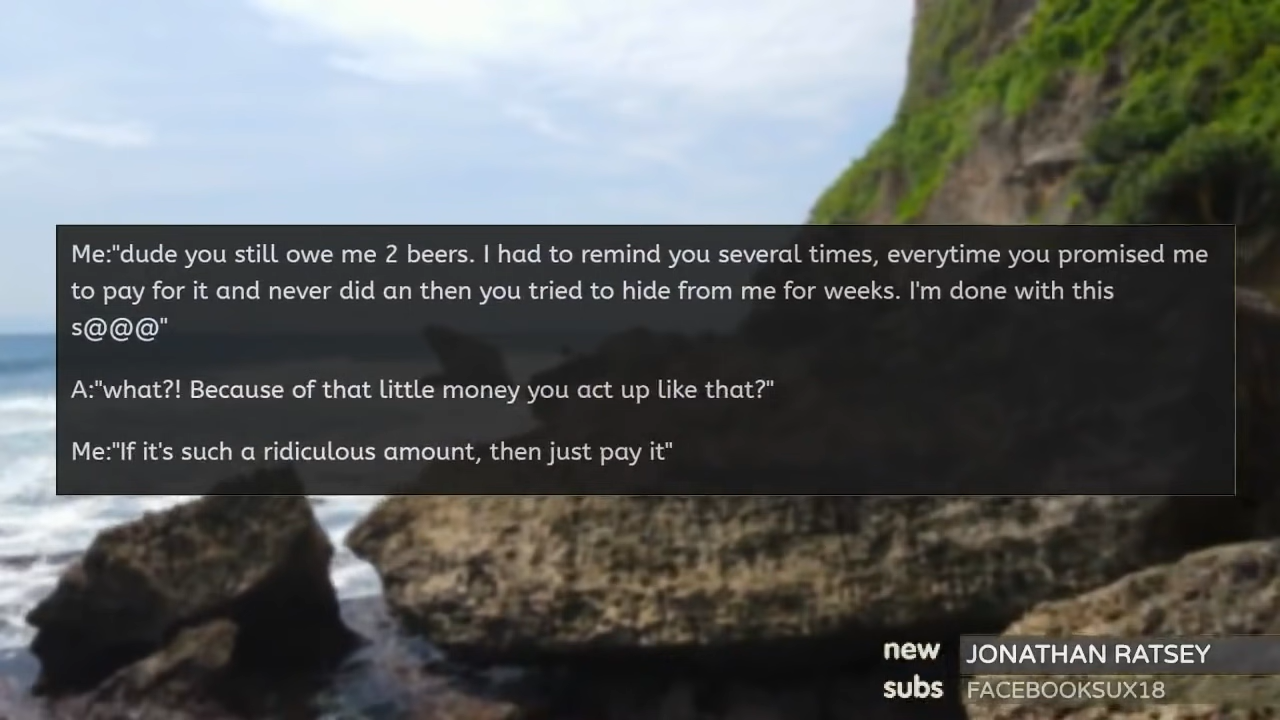 Me:"dude you still owe me 2 beers. I had to remind you several times, everytime you promised me
to pay for it and never did an then you tried to hide from me for weeks. I'm done with this
s@@@"
A:"what?! Because of that little money you act up like that?"
Me:"If it's such a ridiculous amount, then just pay it"
new
JONATHAN RATSEY
subs
FACEBOOKSUX18